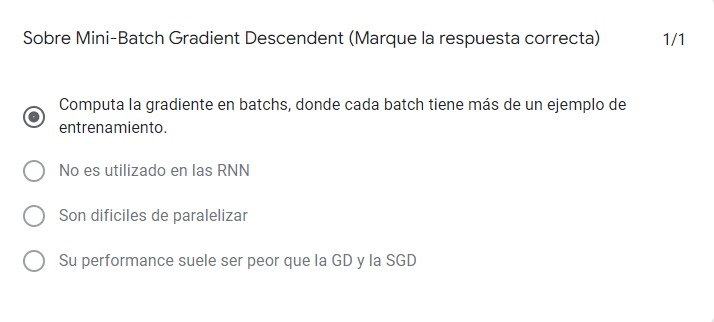 Sobre Mini-Batch Gradient Descendent (Marque la respuesta correcta) 1/1
Computa la gradiente en batchs, donde cada batch tiene más de un ejemplo de
entrenamiento.
No es utilizado en las RNN
Son dificiles de paralelizar
Su performance suele ser peor que la GD y la SGD